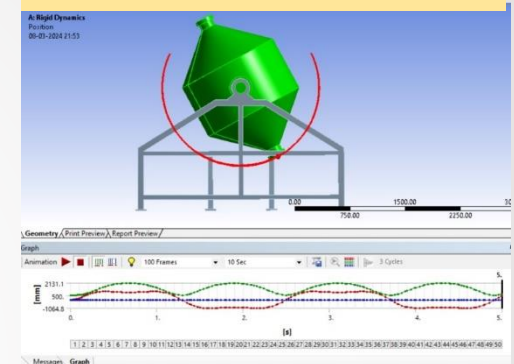 A: Rigid Dynamics
Position
06-03-2024 21:53
0.00 1500.00 30
750.00 2250.00
Geometry Print Preview Report Preview
Graph
Animation 100 Frames 10 Sec 3 Cycles
5.
[mm]
2131.1
500.
-1064.8
0. 1. 2. 3. 4. 5.
[s]
1 2 3 4 5 6 7 8 9 10 11 12 13 14 15 16 17 18 19 20 21 22 23 24 25 26 27 28 29 30 31 32 33 34 35 36 37 38 39 40 41 42 43 44 45 46 47 48 49 50
Messages Graph